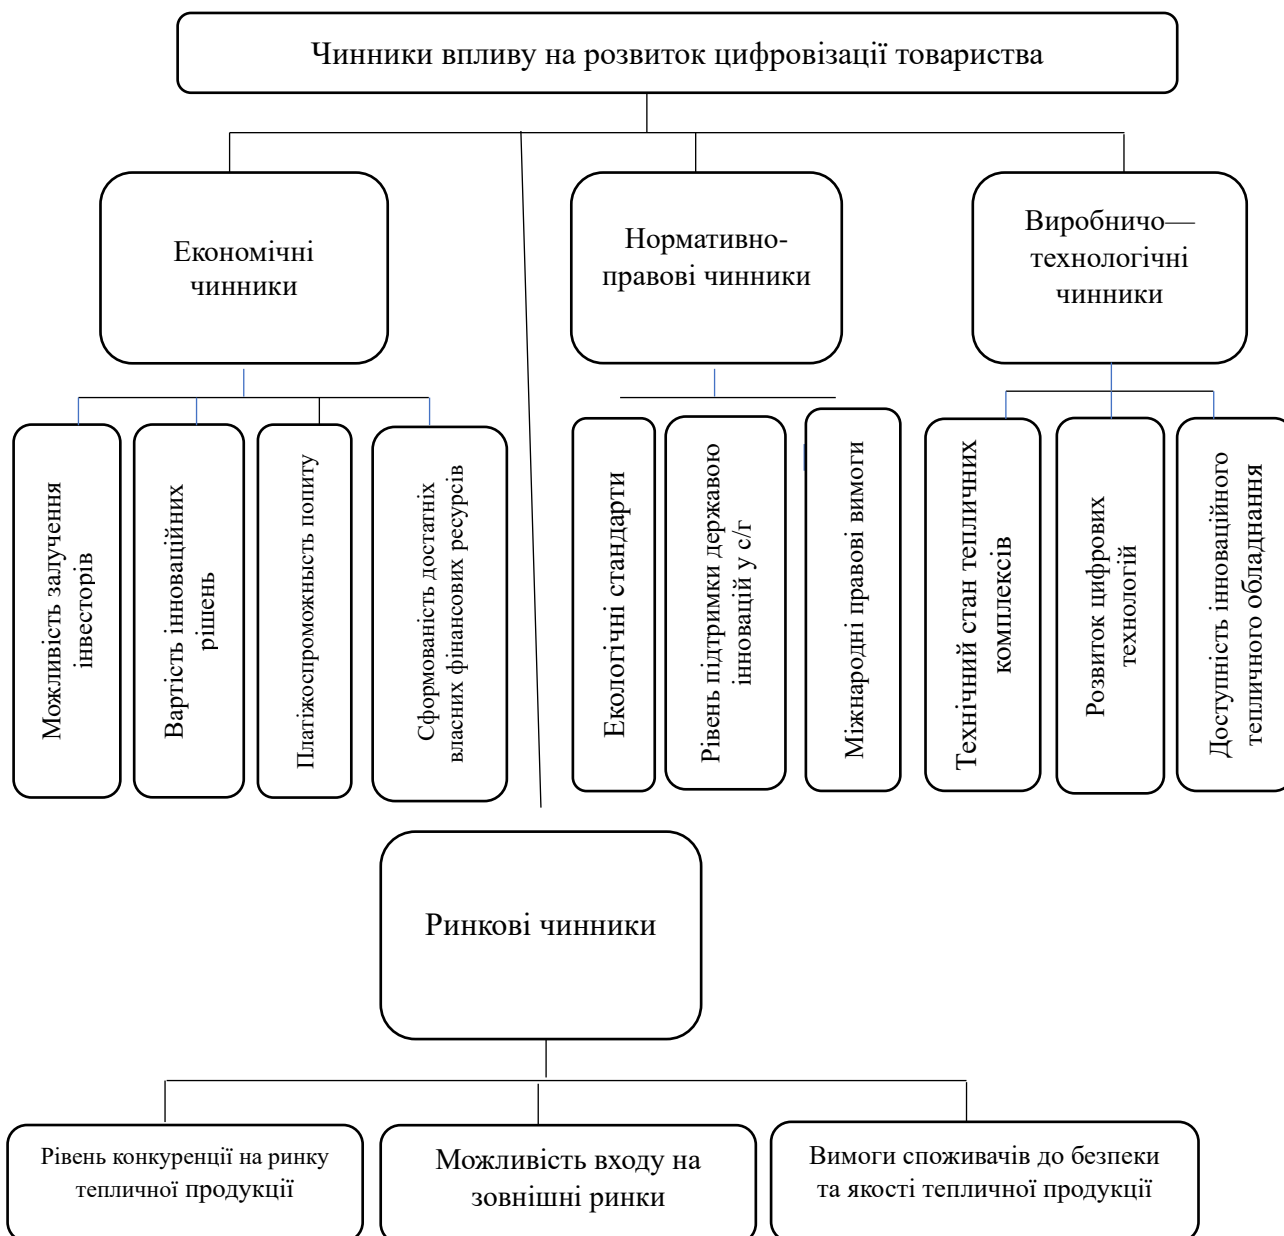 Чинники впливу на розвиток цифровізації товариства
Економічні
чинники
Нормативно-
правові чинники
Виробничо—
технологічні
чинники
Можливість залучення
інвесторів
Вартість інноваційних
рішень
Платіжоспроможнысть попиту
Сформованість достатніх
власних фінансових ресурсів
Екологічні стандарти
Рівень підтримки державою
інновацій у с/г
Міжнародні правові вимоги
Технічний стан тепличних
комплексів
Розвиток цифрових
технологій
Доступність інноваційного
тепличного обладнання
Ринкові чинники
Рівень конкуренції на ринку
тепличної продукції
Можливість входу на
зовнішні ринки
Вимоги споживачів до безпеки
та якості тепличної продукції